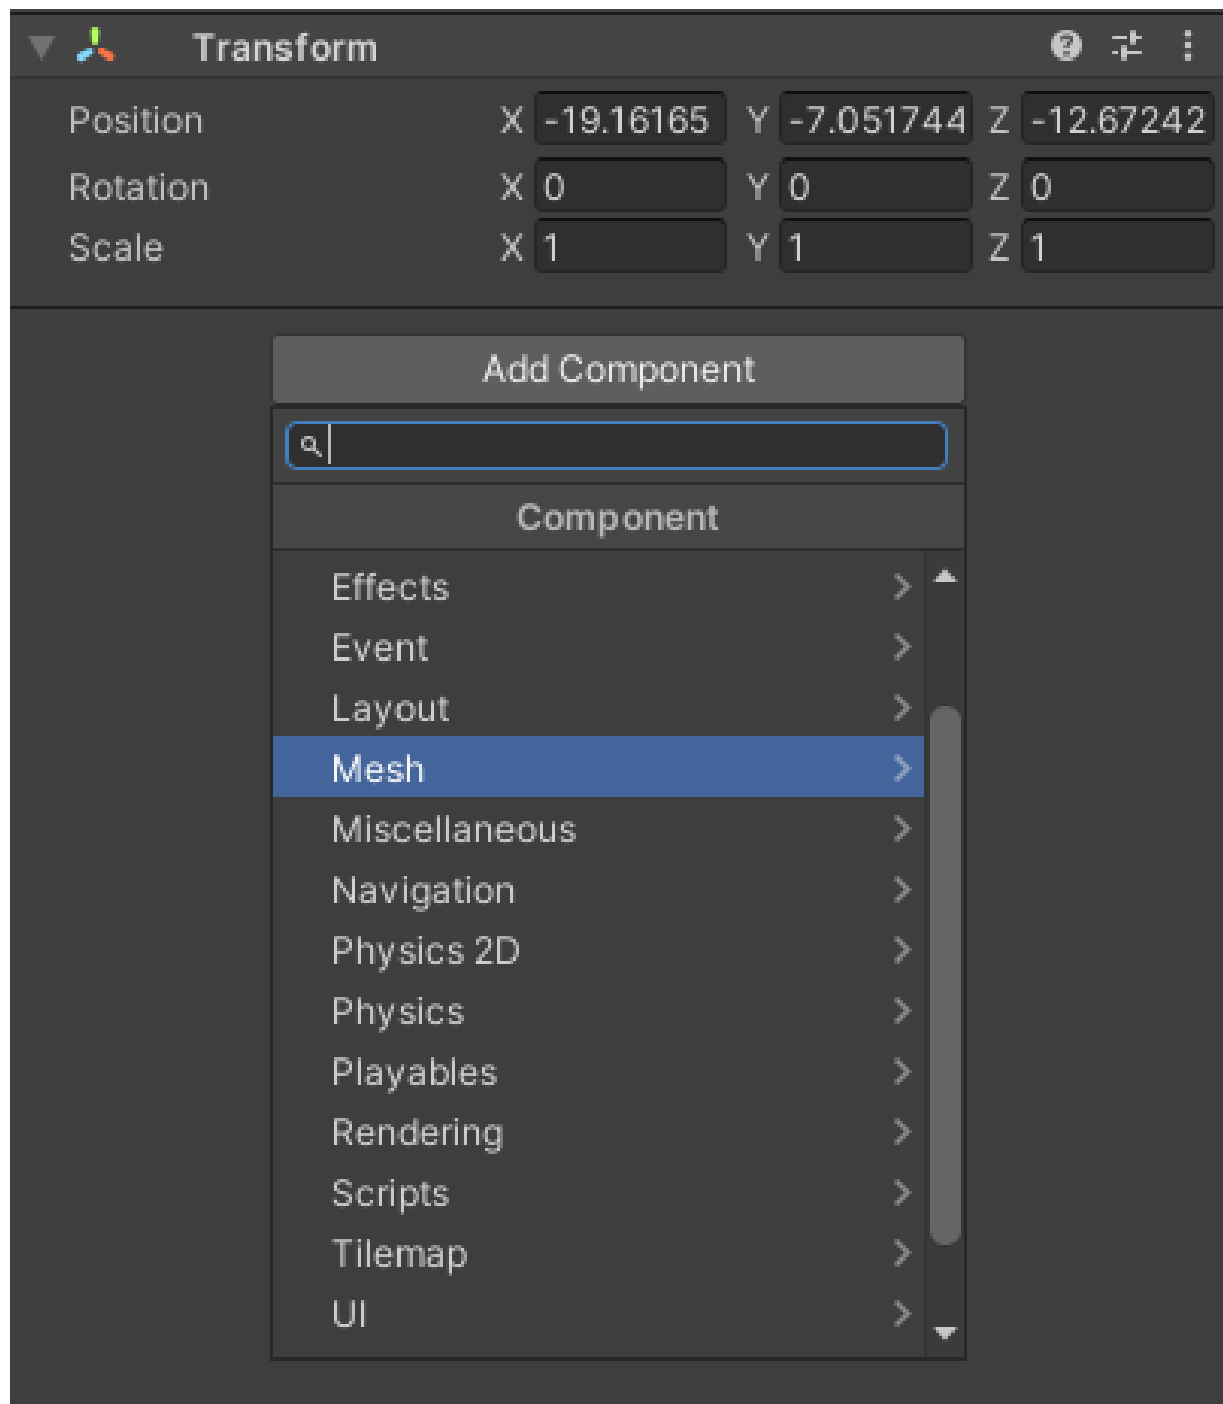 Transform
Position X -19.16165 Y -7.051744 Z -12.67242
Rotation X 0 Y 0 Z 0
Scale X 1 Y 1 Z 1
Add Component
Component
Effects
Event
Layout
Mesh
Miscellaneous
Navigation
Physics 2D
Physics
Playables
Rendering
Scripts
Tilemap
UI